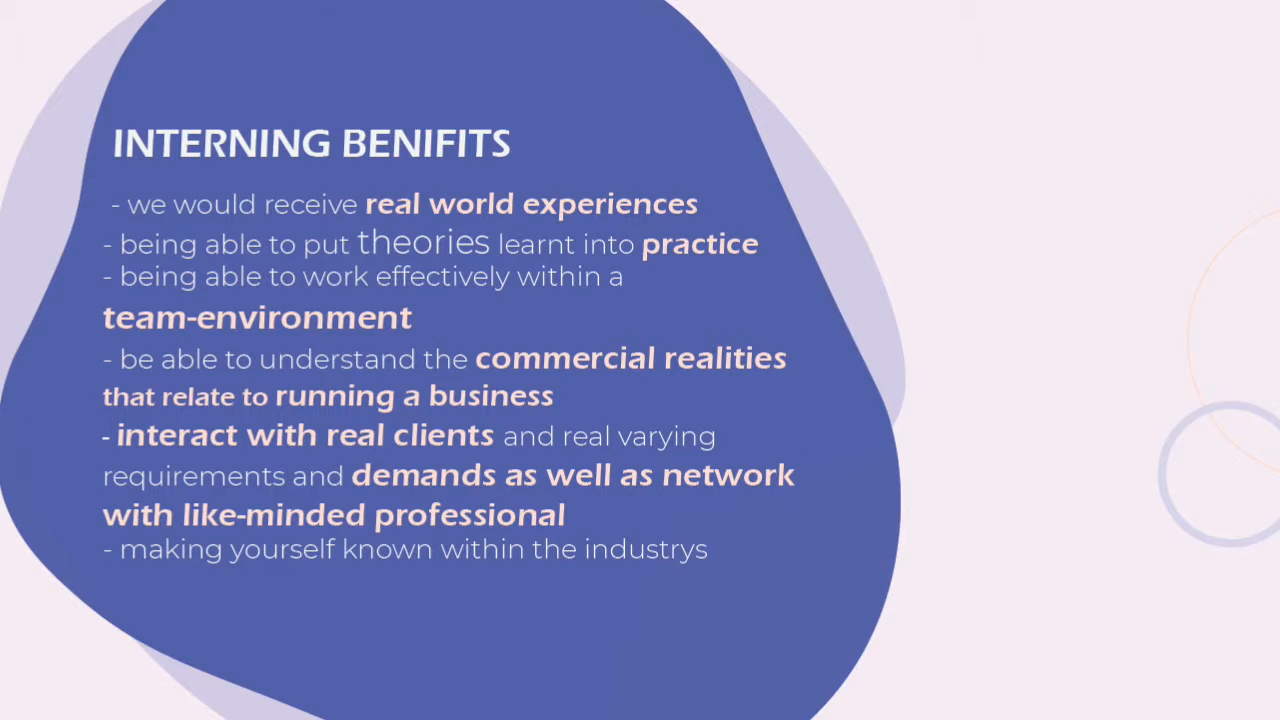 INTERNING BENIFITS
- we would receive real world experiences
- being able to put theories learnt into practice
- being able to work effectively within a
team-environment
- be able to understand the commercial realities
that relate to running a business
- interact with real clients and real varying
requirements and demands as well as network
with like-minded professional
- making yourself known within the industrys